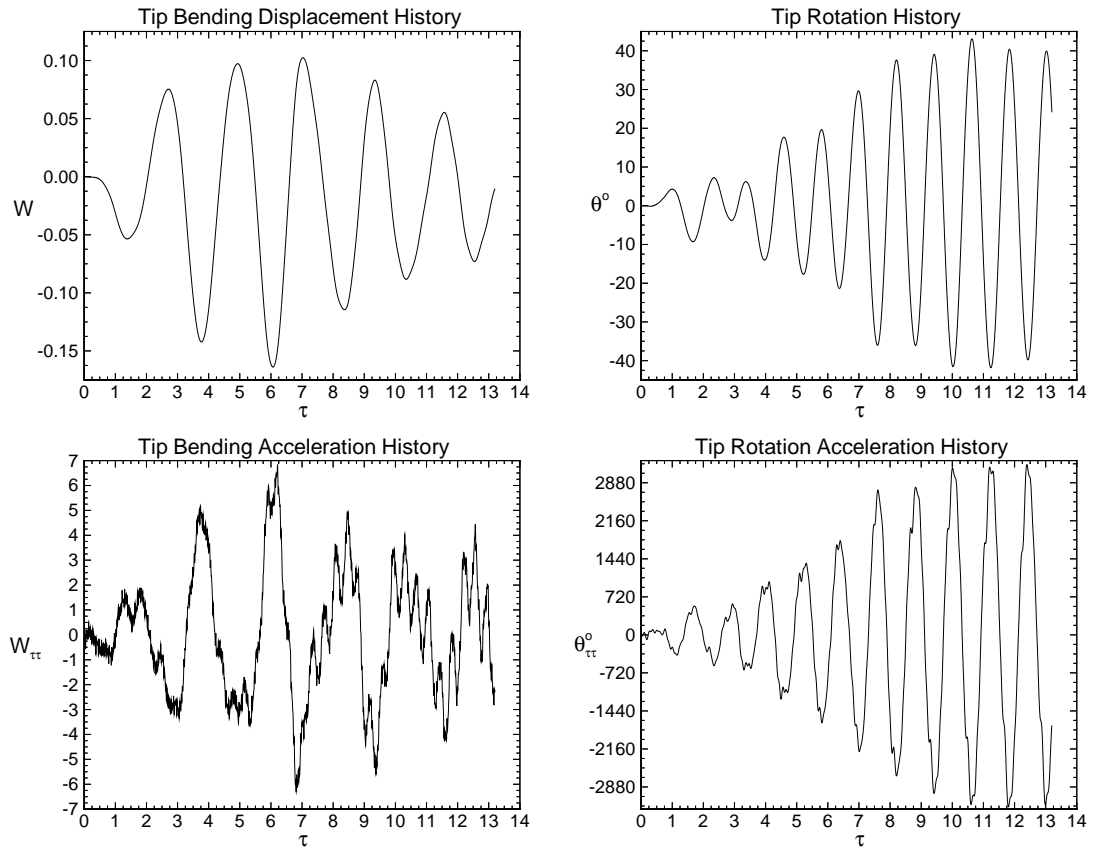 Tip Bending Displacement History
0.10
0.05
0.00
-0.05
-0.10
-0.15
W
0 1 2 3 4 5 6 7 8 9 10 11 12 13 14
τ
Tip Rotation History
40
30
20
10
0
-10
-20
-30
-40
θ°
0 1 2 3 4 5 6 7 8 9 10 11 12 13 14
τ
Tip Bending Acceleration History
7
6
5
4
3
2
1
0
-1
-2
-3
-4
-5
-6
-7
Wττ
0 1 2 3 4 5 6 7 8 9 10 11 12 13 14
τ
Tip Rotation Acceleration History
2880
2160
1440
720
0
-720
-1440
-2160
-2880
θ°ττ
0 1 2 3 4 5 6 7 8 9 10 11 12 13 14
τ